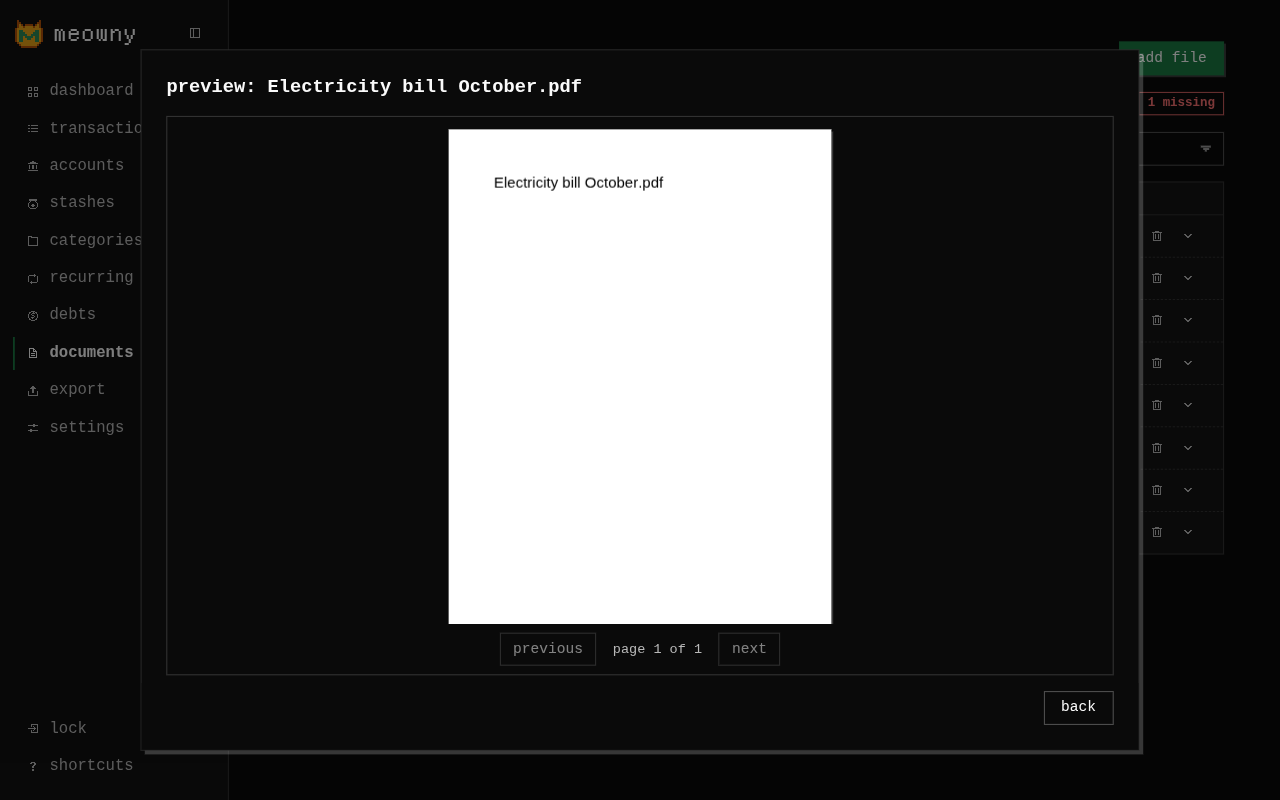 meowny
dashboard
transactio
accounts
stashes
categories
recurring
debts
documents
export
settings
lock
? shortcuts
add file
1 missing
preview: Electricity bill October.pdf
Electricity bill October.pdf
previous
page 1 of 1
next
back